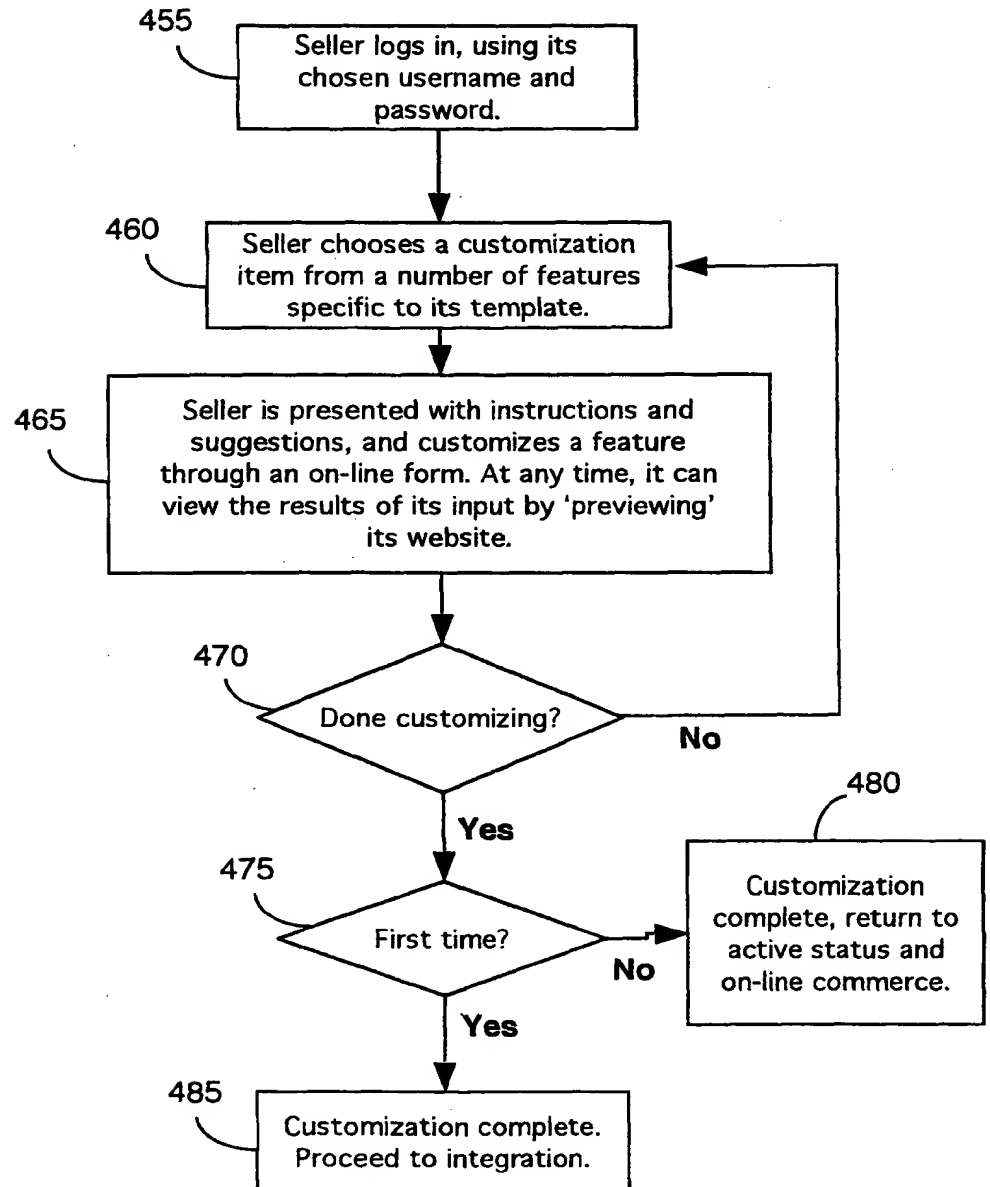 455
Seller logs in, using its
chosen username and
password.
460
Seller chooses a customization
item from a number of features
specific to its template.
465
Seller is presented with instructions and
suggestions, and customizes a feature
through an on-line form. At any time, it can
view the results of its input by ‘previewing’
its website.
470
Done customizing?
No
Yes
480
475
First time?
No
Customization
complete, return to
active status and
on-line commerce.
Yes
485
Customization complete.
Proceed to integration.